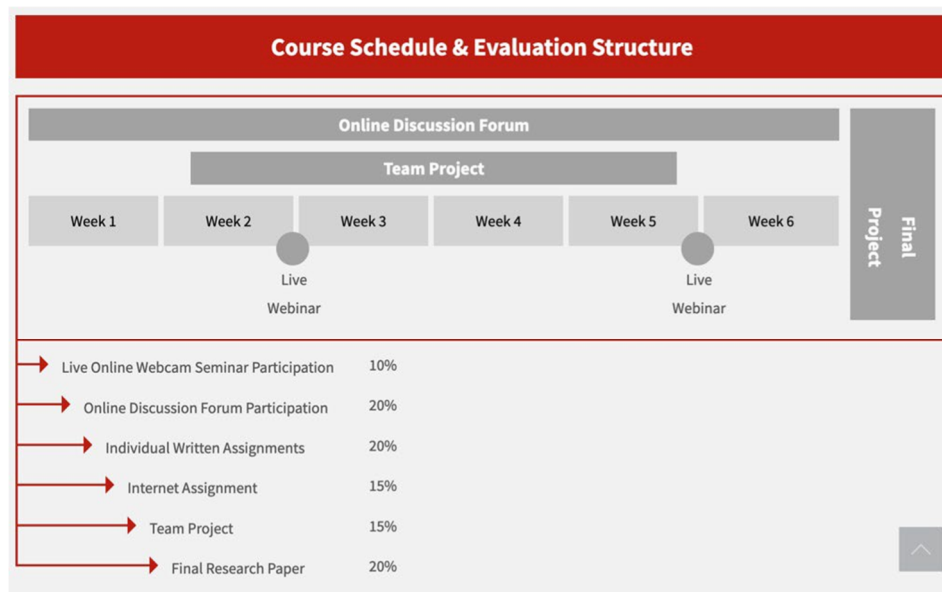 Course Schedule & Evaluation Structure
Online Discussion Forum
Team Project
Week 1
Week 2
Week 3
Week 4
Week 5
Week 6
Final
Project
Live
Webinar
Live
Webinar
Live Online Webcam Seminar Participation 10%
Online Discussion Forum Participation 20%
Individual Written Assignments 20%
Internet Assignment 15%
Team Project 15%
Final Research Paper 20%